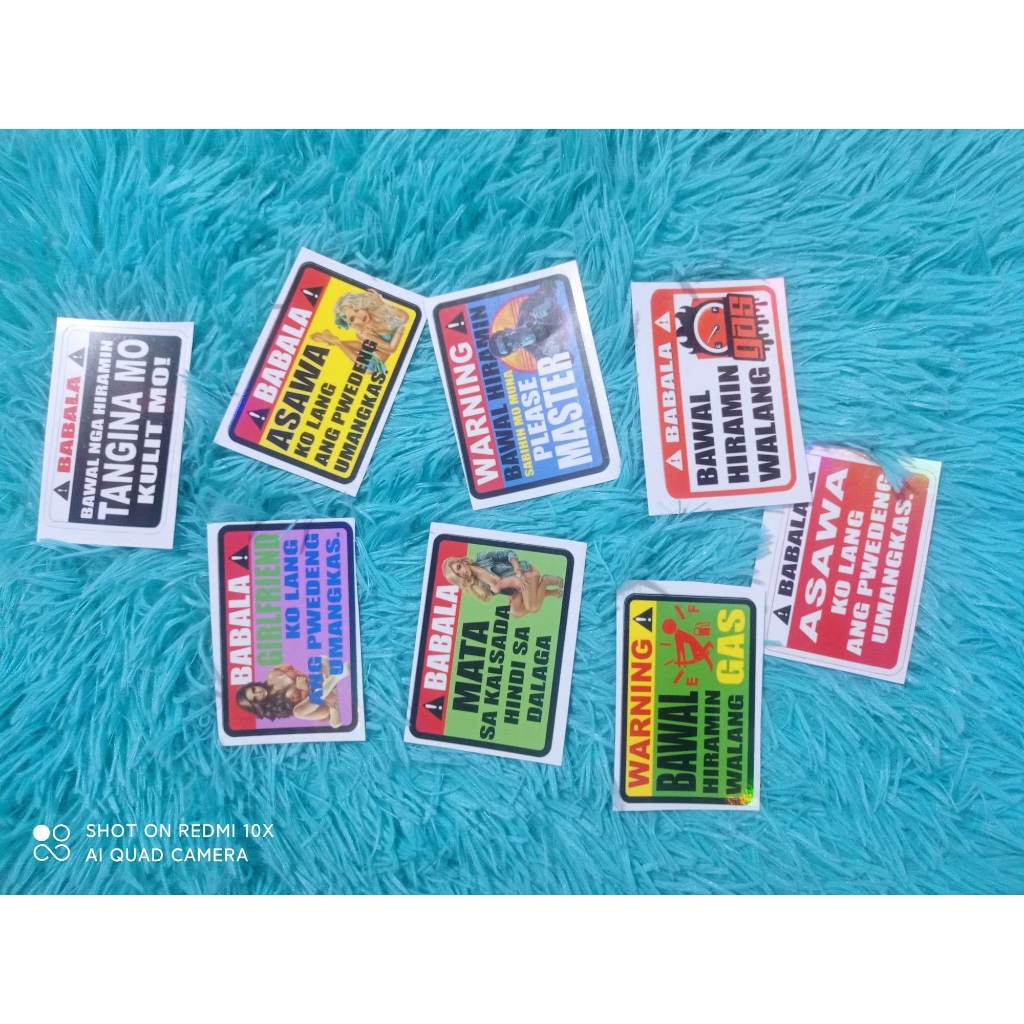 BABALA
BAWAL NGA HIRAMIN
TANGINA MO
KULIT MO!
BABALA
ASAWA
KO LANG
ANG PWEDENG
UMANGKAS.
WARNING
BAWAL HIRAMIN
SABIHIN MO MUNA
PLEASE
MASTER
BABALA
gas
BAWAL
HIRAMIN
WALANG
BABALA
ASAWA
KO LANG
ANG PWEDENG
UMANGKAS.
BABALA
GIRLFRIEND
KO LANG
ANG PWEDENG
UMANGKAS.
BABALA
MATA
SA KALSADA
HINDI SA
DALAGA
WARNING
E F
BAWAL GAS
HIRAMIN
WALANG
SHOT ON REDMI 10X
AI QUAD CAMERA